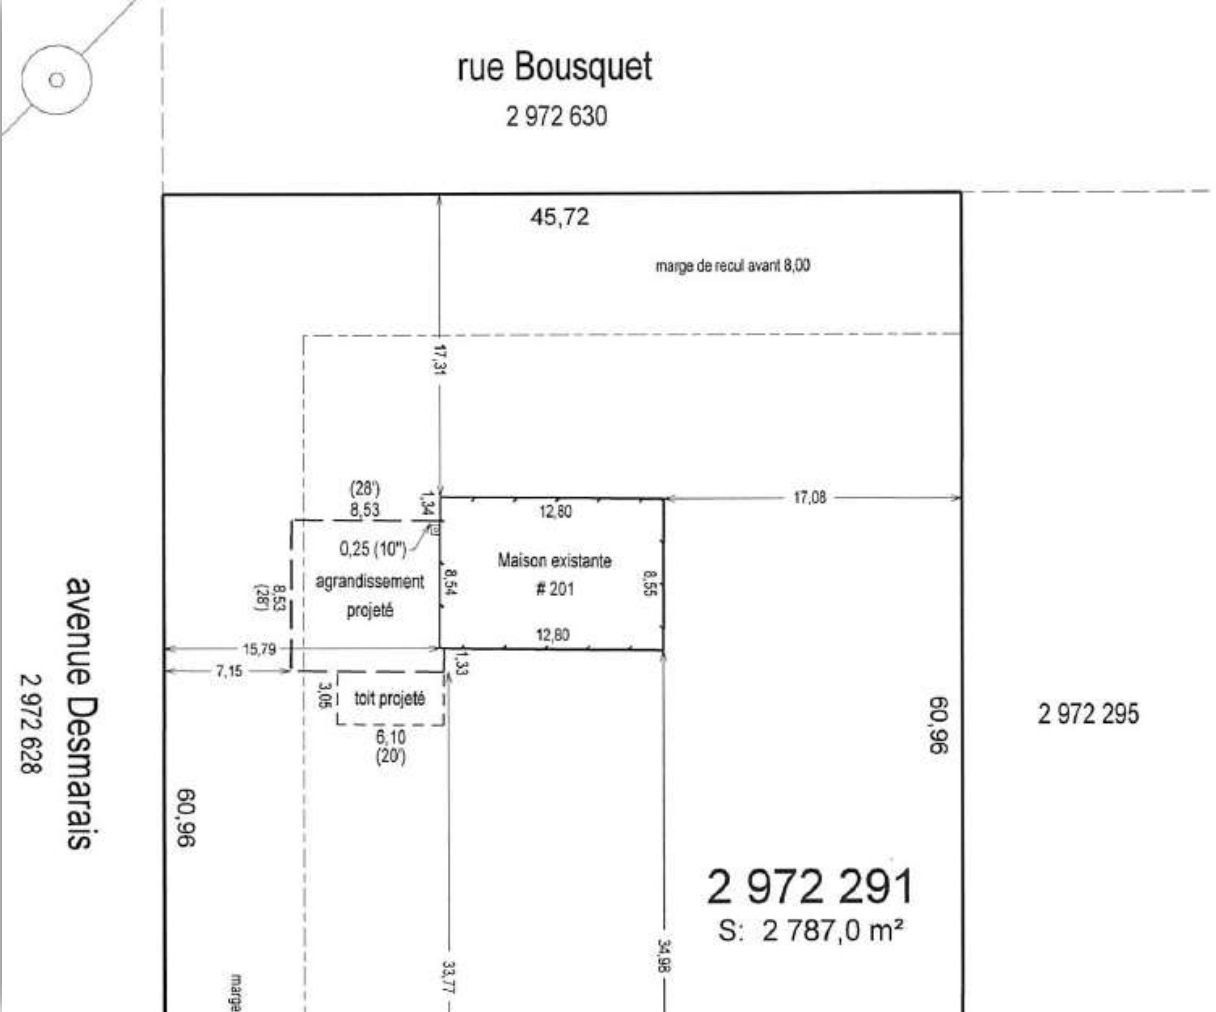 rue Bousquet
2 972 630
45,72
marge de recul avant 8,00
17,31
(28')
8,53
1,34
12,80
17,08
0,25 (10")
Maison existante
# 201
agrandissement
projeté
8,54
8,55
8,53
(28')
12,80
15,79
7,15
1,33
3,05
toit projeté
6,10
(20')
avenue Desmarais
2 972 628
60,96
60,96
2 972 295
2 972 291
S: 2 787,0 m²
33,77
34,98
marge